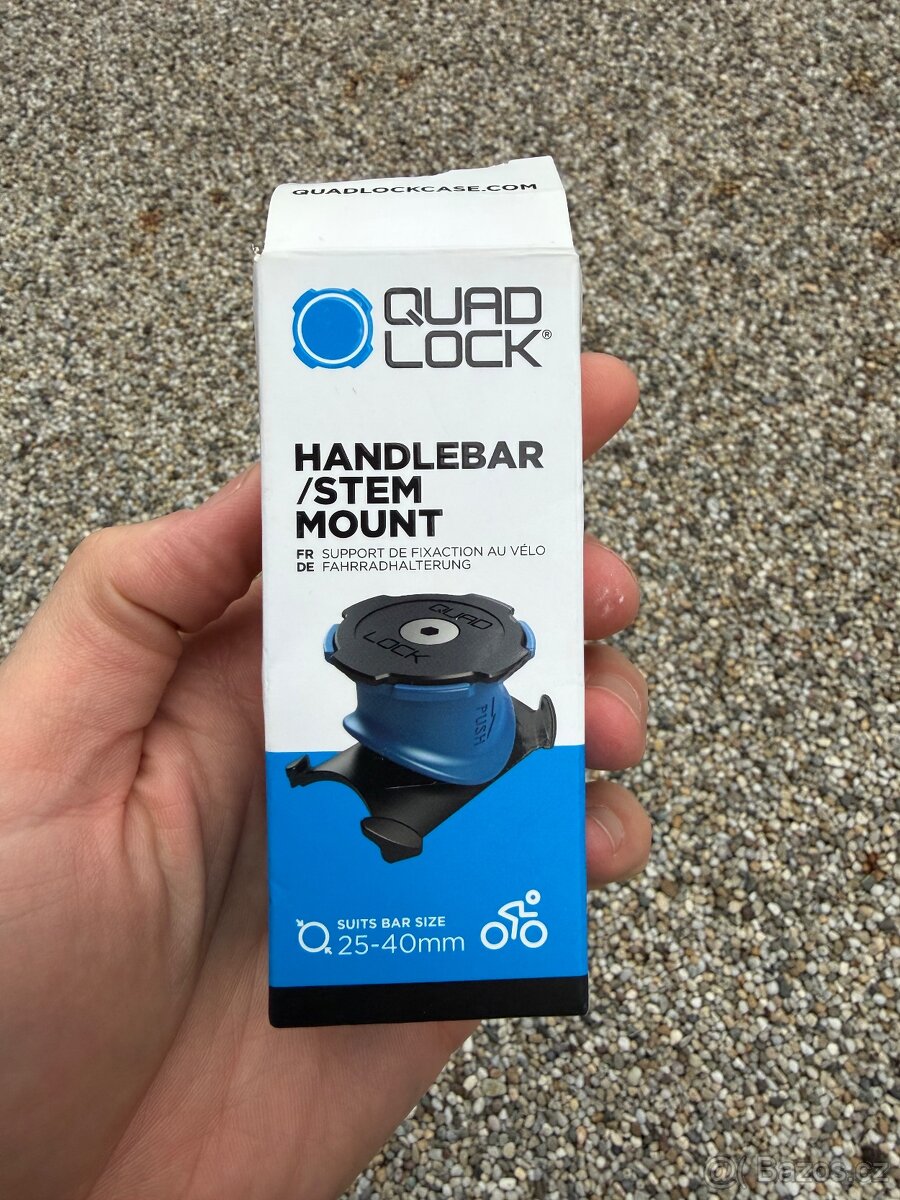 QUADLOCKCASE.COM
QUAD
LOCK®
HANDLEBAR
/STEM
MOUNT
FR SUPPORT DE FIXACTION AU VÉLO
DE FAHRRADHALTERUNG
QUAD
LOCK
PUSH
SUITS BAR SIZE
25-40mm
@ Bazos.cz